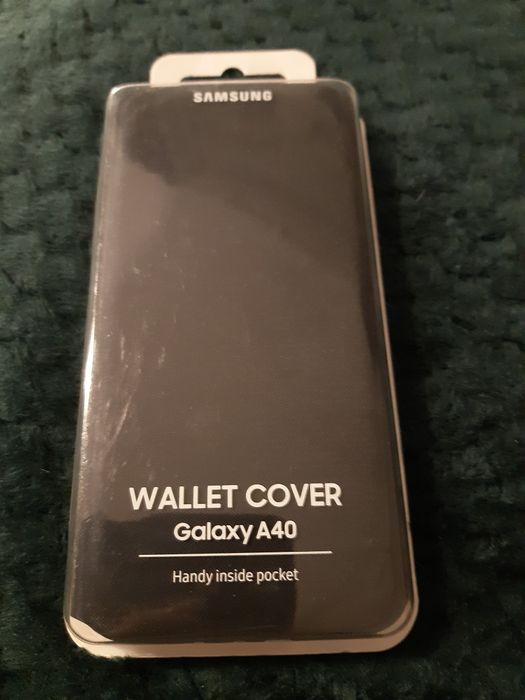 SAMSUNG
WALLET COVER
Galaxy A40
Handy inside pocket